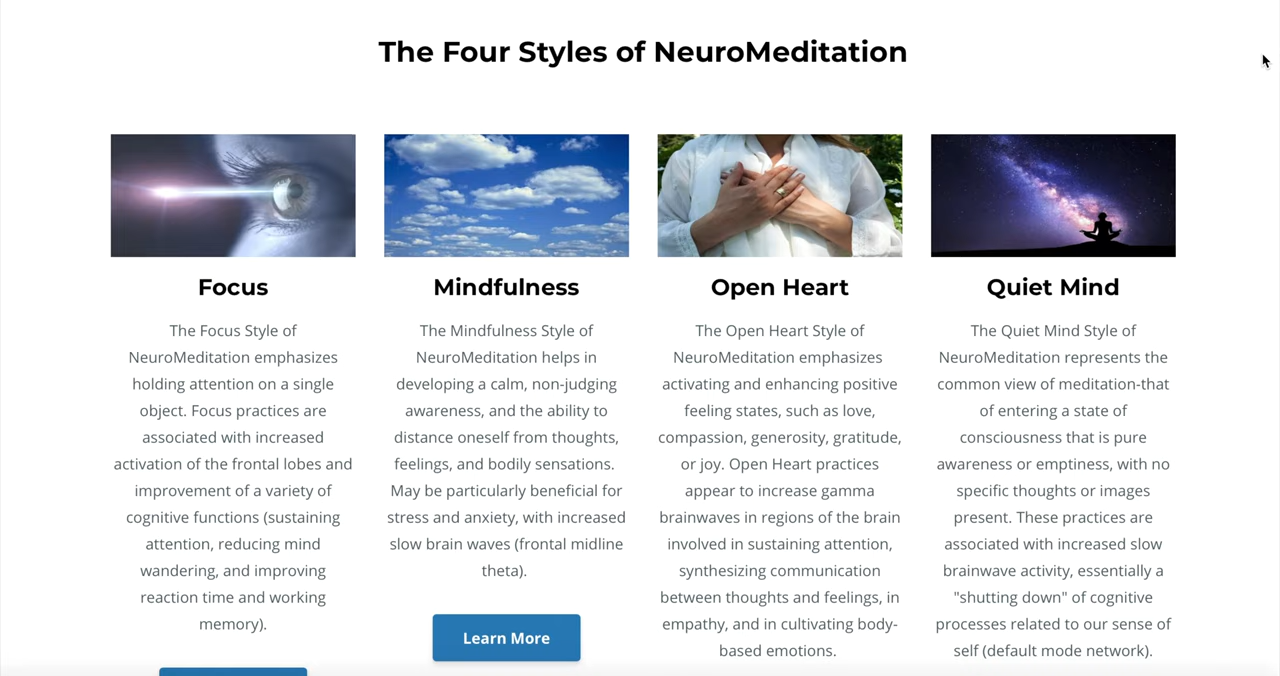 The Four Styles of NeuroMeditation
Focus
The Focus Style of
NeuroMeditation emphasizes
holding attention on a single
object. Focus practices are
associated with increased
activation of the frontal lobes and
improvement of a variety of
cognitive functions (sustaining
attention, reducing mind
wandering, and improving
reaction time and working
memory).
Mindfulness
The Mindfulness Style of
NeuroMeditation helps in
developing a calm, non-judging
awareness, and the ability to
distance oneself from thoughts,
feelings, and bodily sensations.
May be particularly beneficial for
stress and anxiety, with increased
slow brain waves (frontal midline
theta).
Learn More
Open Heart
The Open Heart Style of
NeuroMeditation emphasizes
activating and enhancing positive
feeling states, such as love,
compassion, generosity, gratitude,
or joy. Open Heart practices
appear to increase gamma
brainwaves in regions of the brain
involved in sustaining attention,
synthesizing communication
between thoughts and feelings, in
empathy, and in cultivating body-
based emotions.
Quiet Mind
The Quiet Mind Style of
NeuroMeditation represents the
common view of meditation-that
of entering a state of
consciousness that is pure
awareness or emptiness, with no
specific thoughts or images
present. These practices are
associated with increased slow
brainwave activity, essentially a
"shutting down" of cognitive
processes related to our sense of
self (default mode network).